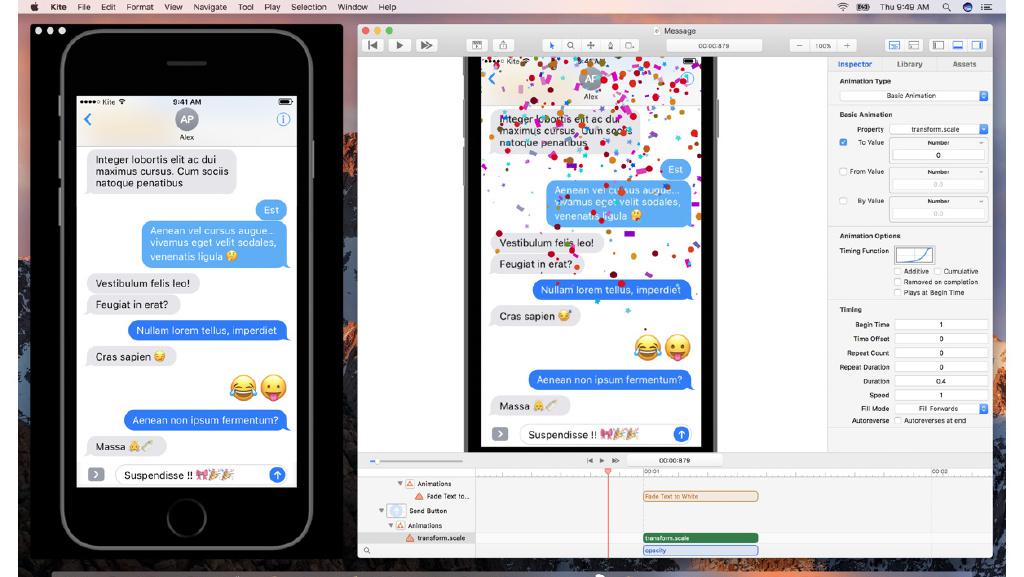 Kite File Edit Format View Navigate Tool Play Selection Window Help
Thu 9:49 AM
Kite
9:41 AM
AP
Alex
Integer lobortis elit ac dui
maximus cursus. Cum sociis
natoque penatibus
Est
Aenean vel cursus augue...
vivamus eget velit sodales,
venenatis ligula 🤔
Vestibulum felis leo!
Feugiat in erat?
Nullam lorem tellus, imperdiet
Cras sapien 😏
😂😛
Aenean non ipsum fermentum?
Massa
Suspendisse !! 🎀🎉🎉
Message
00:00:879
100%
Kite
9:41 AM
AP
Alex
Integer lobortis elit ac dui
maximus cursus. Cum sociis
natoque penatibus
Est
Aenean vel cursus augue...
vivamus eget velit sodales,
venenatis ligula 🤔
Vestibulum felis leo!
Feugiat in erat?
Nullam lorem tellus, imperdiet
Cras sapien
😂😛
Aenean non ipsum fermentum?
Massa
Suspendisse !! 🎀🎉🎉
Inspector Library Assets
Animation Type
Basic Animation
Basic Animation
Property transform.scale
To Value Number
0
From Value Number
0.0
By Value Number
0.0
Animation Options
Timing Function
Additive Cumulative
Removed on completion
Plays at Begin Time
Timing
Begin Time 1
Time Offset 0
Repeat Count 0
Repeat Duration 0
Duration 0.4
Speed 1
Fill Mode Fill Forwards
Autoreverse Autoreverses at end
00:00:879
00:01 00:02
Animations
Fade Text to... Fade Text to White
Send Button
Animations
transform.scale transform.scale
opacity